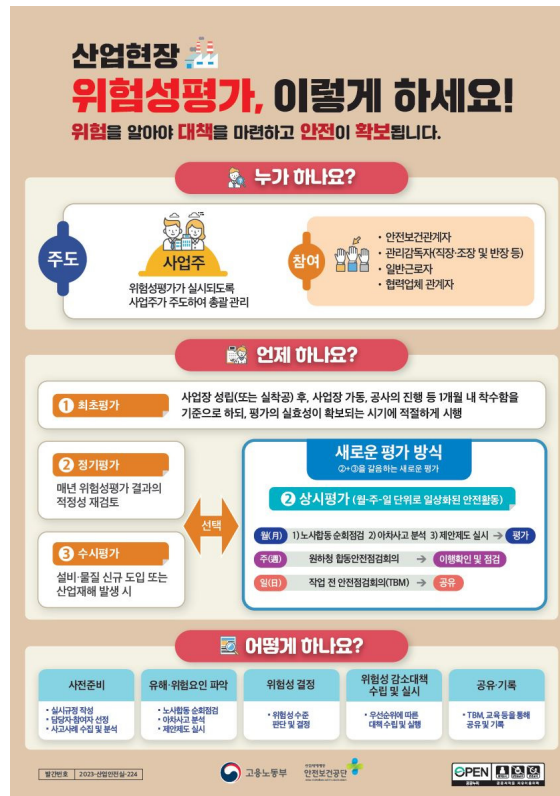 산업현장
위험성평가, 이렇게 하세요!
위험을 알아야 대책을 마련하고 안전이 확보됩니다.
누가 하나요?
주도
사업주
위험성평가가 실시되도록
사업주가 주도하여 총괄 관리
참여
• 안전보건관계자
• 관리감독자(직장·조장 및 반장 등)
• 일반근로자
• 협력업체 관계자
언제 하나요?
1 최초평가
사업장 성립(또는 실착공) 후, 사업장 가동, 공사의 진행 등 1개월 내 착수함을
기준으로 하되, 평가의 실효성이 확보되는 시기에 적절하게 시행
2 정기평가
매년 위험성평가 결과의
적정성 재검토
3 수시평가
설비·물질 신규 도입 또는
산업재해 발생 시
선택
새로운 평가 방식
②+③을 갈음하는 새로운 평가
2 상시평가 (월·주·일 단위로 일상화된 안전활동)
월(月) 1) 노사합동 순회점검 2) 아차사고 분석 3) 제안제도 실시 → 평가
주(週) 원하청 합동안전점검회의 → 이행확인 및 점검
일(日) 작업 전 안전점검회의(TBM) → 공유
어떻게 하나요?
사전준비
• 실시규정 작성
• 담당자·참여자 선정
• 사고사례 수집 및 분석
유해·위험요인 파악
• 노사합동 순회점검
• 아차사고 분석
• 제안제도 실시
위험성 결정
• 위험성 수준
판단 및 결정
위험성 감소대책
수립 및 실시
• 우선순위에 따른
대책 수립 및 실행
공유·기록
• TBM, 교육 등을 통해
공유 및 기록
발간번호 2023-산업안전실-224
고용노동부
산업재해예방
안전보건공단
OPEN
공공누리